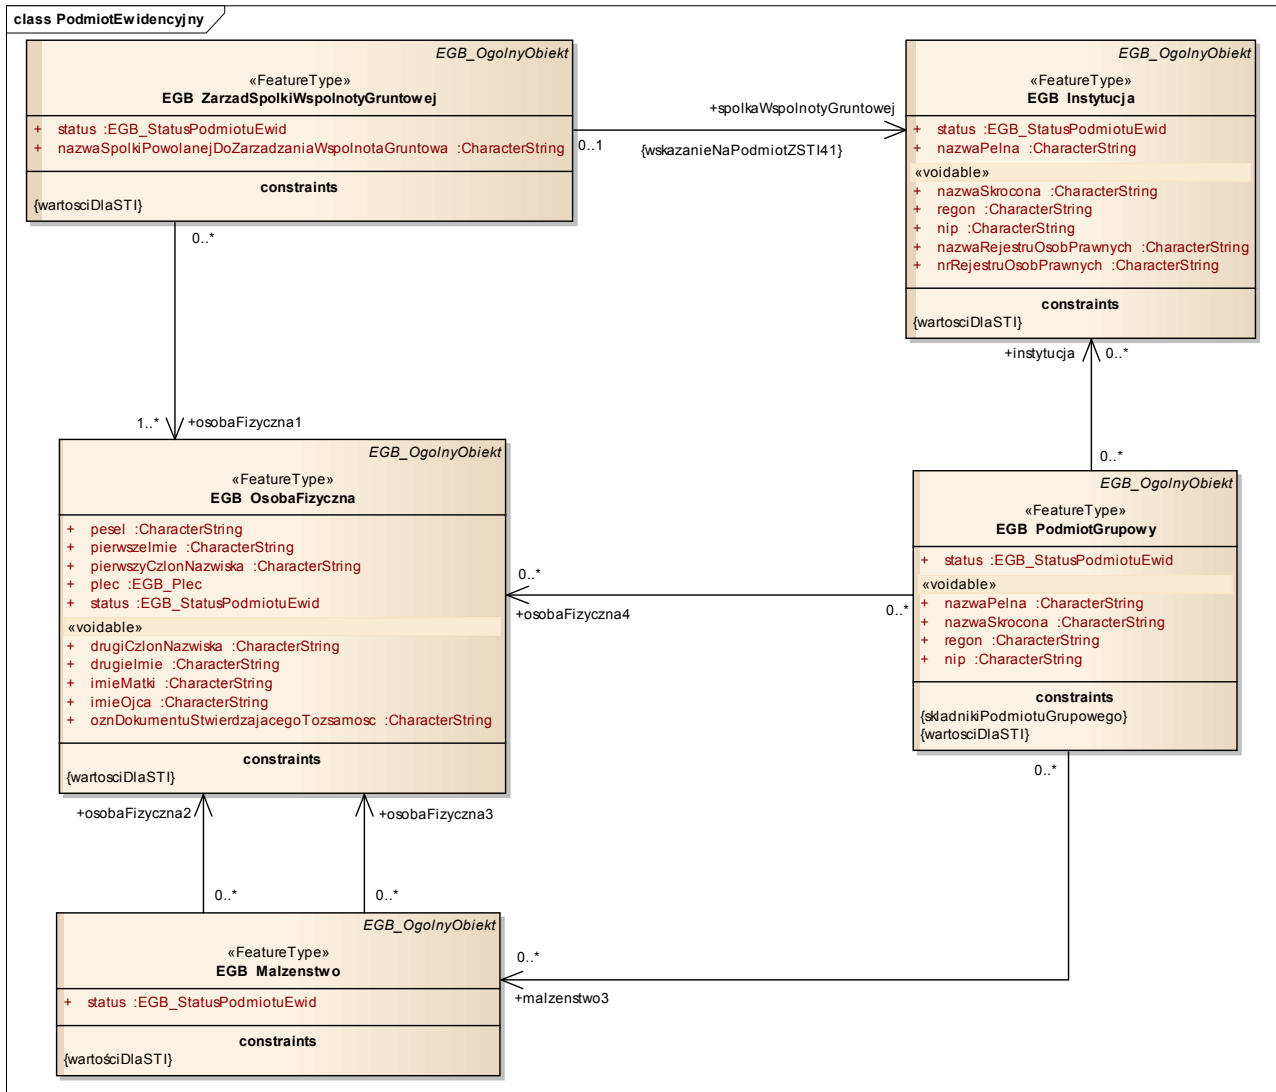 class PodmiotEwidencyjny
EGB_OgolnyObiekt
«FeatureType»
EGB_ZarzadSpolkiWspolnotyGruntowej
+ status :EGB_StatusPodmiotuEwid
+ nazwaSpolkiPowolanejDoZarzadzaniaWspolnotaGruntowa :CharacterString
constraints
{wartosciDlaSTI}
+spolkaWspolnotyGruntowej
0..1
{wskazanieNaPodmiotZSTI41}
EGB_OgolnyObiekt
«FeatureType»
EGB_Instytucja
+ status :EGB_StatusPodmiotuEwid
+ nazwaPelna :CharacterString
«voidable»
+ nazwaSkrocona :CharacterString
+ regon :CharacterString
+ nip :CharacterString
+ nazwaRejestruOsobPrawnych :CharacterString
+ nrRejestruOsobPrawnych :CharacterString
constraints
{wartosciDlaSTI}
0..*
1..*
+osobaFizyczna1
+instytucja
0..*
0..*
EGB_OgolnyObiekt
«FeatureType»
EGB_OsobaFizyczna
+ pesel :CharacterString
+ pierwszeImie :CharacterString
+ pierwszyCzlonNazwiska :CharacterString
+ plec :EGB_Plec
+ status :EGB_StatusPodmiotuEwid
«voidable»
+ drugiCzlonNazwiska :CharacterString
+ drugieImie :CharacterString
+ imieMatki :CharacterString
+ imieOjca :CharacterString
+ oznDokumentuStwierdzajacegoTozsamosc :CharacterString
constraints
{wartosciDlaSTI}
0..*
+osobaFizyczna4
0..*
EGB_OgolnyObiekt
«FeatureType»
EGB_PodmiotGrupowy
+ status :EGB_StatusPodmiotuEwid
«voidable»
+ nazwaPelna :CharacterString
+ nazwaSkrocona :CharacterString
+ regon :CharacterString
+ nip :CharacterString
constraints
{skladnikiPodmiotuGrupowego}
{wartosciDlaSTI}
0..*
+osobaFizyczna2
+osobaFizyczna3
0..*
0..*
EGB_OgolnyObiekt
«FeatureType»
EGB_Malzenstwo
+ status :EGB_StatusPodmiotuEwid
constraints
{wartościDlaSTI}
0..*
+malzenstwo3